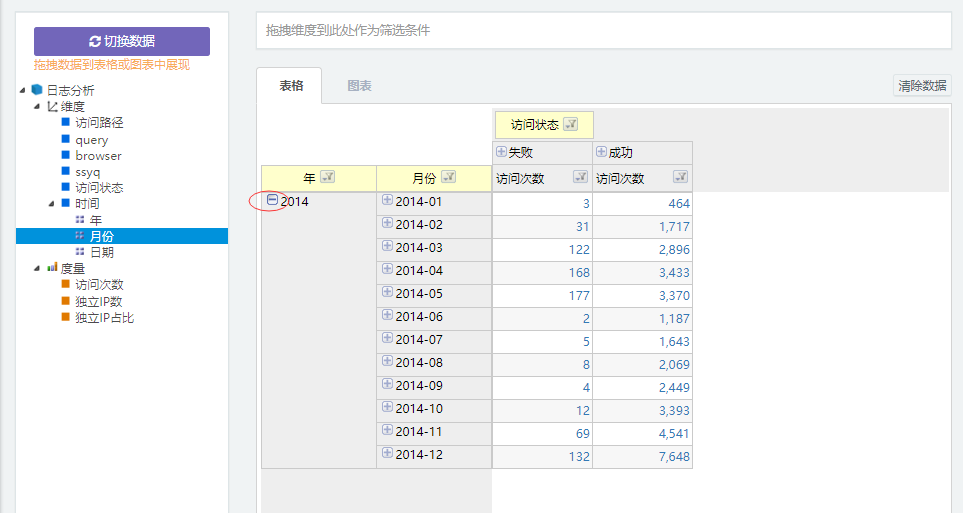 切换数据
拖拽数据到表格或图表中展现
日志分析
维度
访问路径
query
browser
ssyq
访问状态
时间
年
月份
日期
度量
访问次数
独立IP数
独立IP占比
拖拽维度到此处作为筛选条件
表格 图表 清除数据
访问状态
失败 成功
年 月份 访问次数 访问次数
2014 2014-01 3 464
2014-02 31 1,717
2014-03 122 2,896
2014-04 168 3,433
2014-05 177 3,370
2014-06 2 1,187
2014-07 5 1,643
2014-08 8 2,069
2014-09 4 2,449
2014-10 12 3,393
2014-11 69 4,541
2014-12 132 7,648